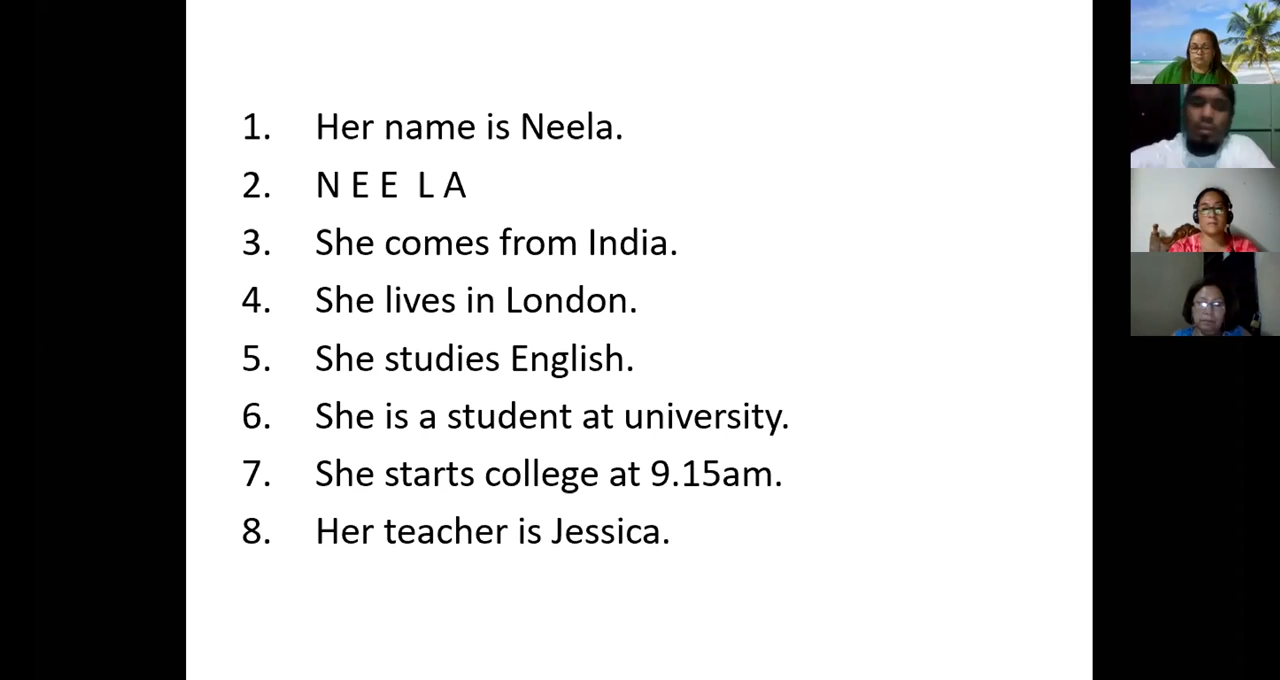 1. Her name is Neela.
2. N E E L A
3. She comes from India.
4. She lives in London.
5. She studies English.
6. She is a student at university.
7. She starts college at 9.15am.
8. Her teacher is Jessica.